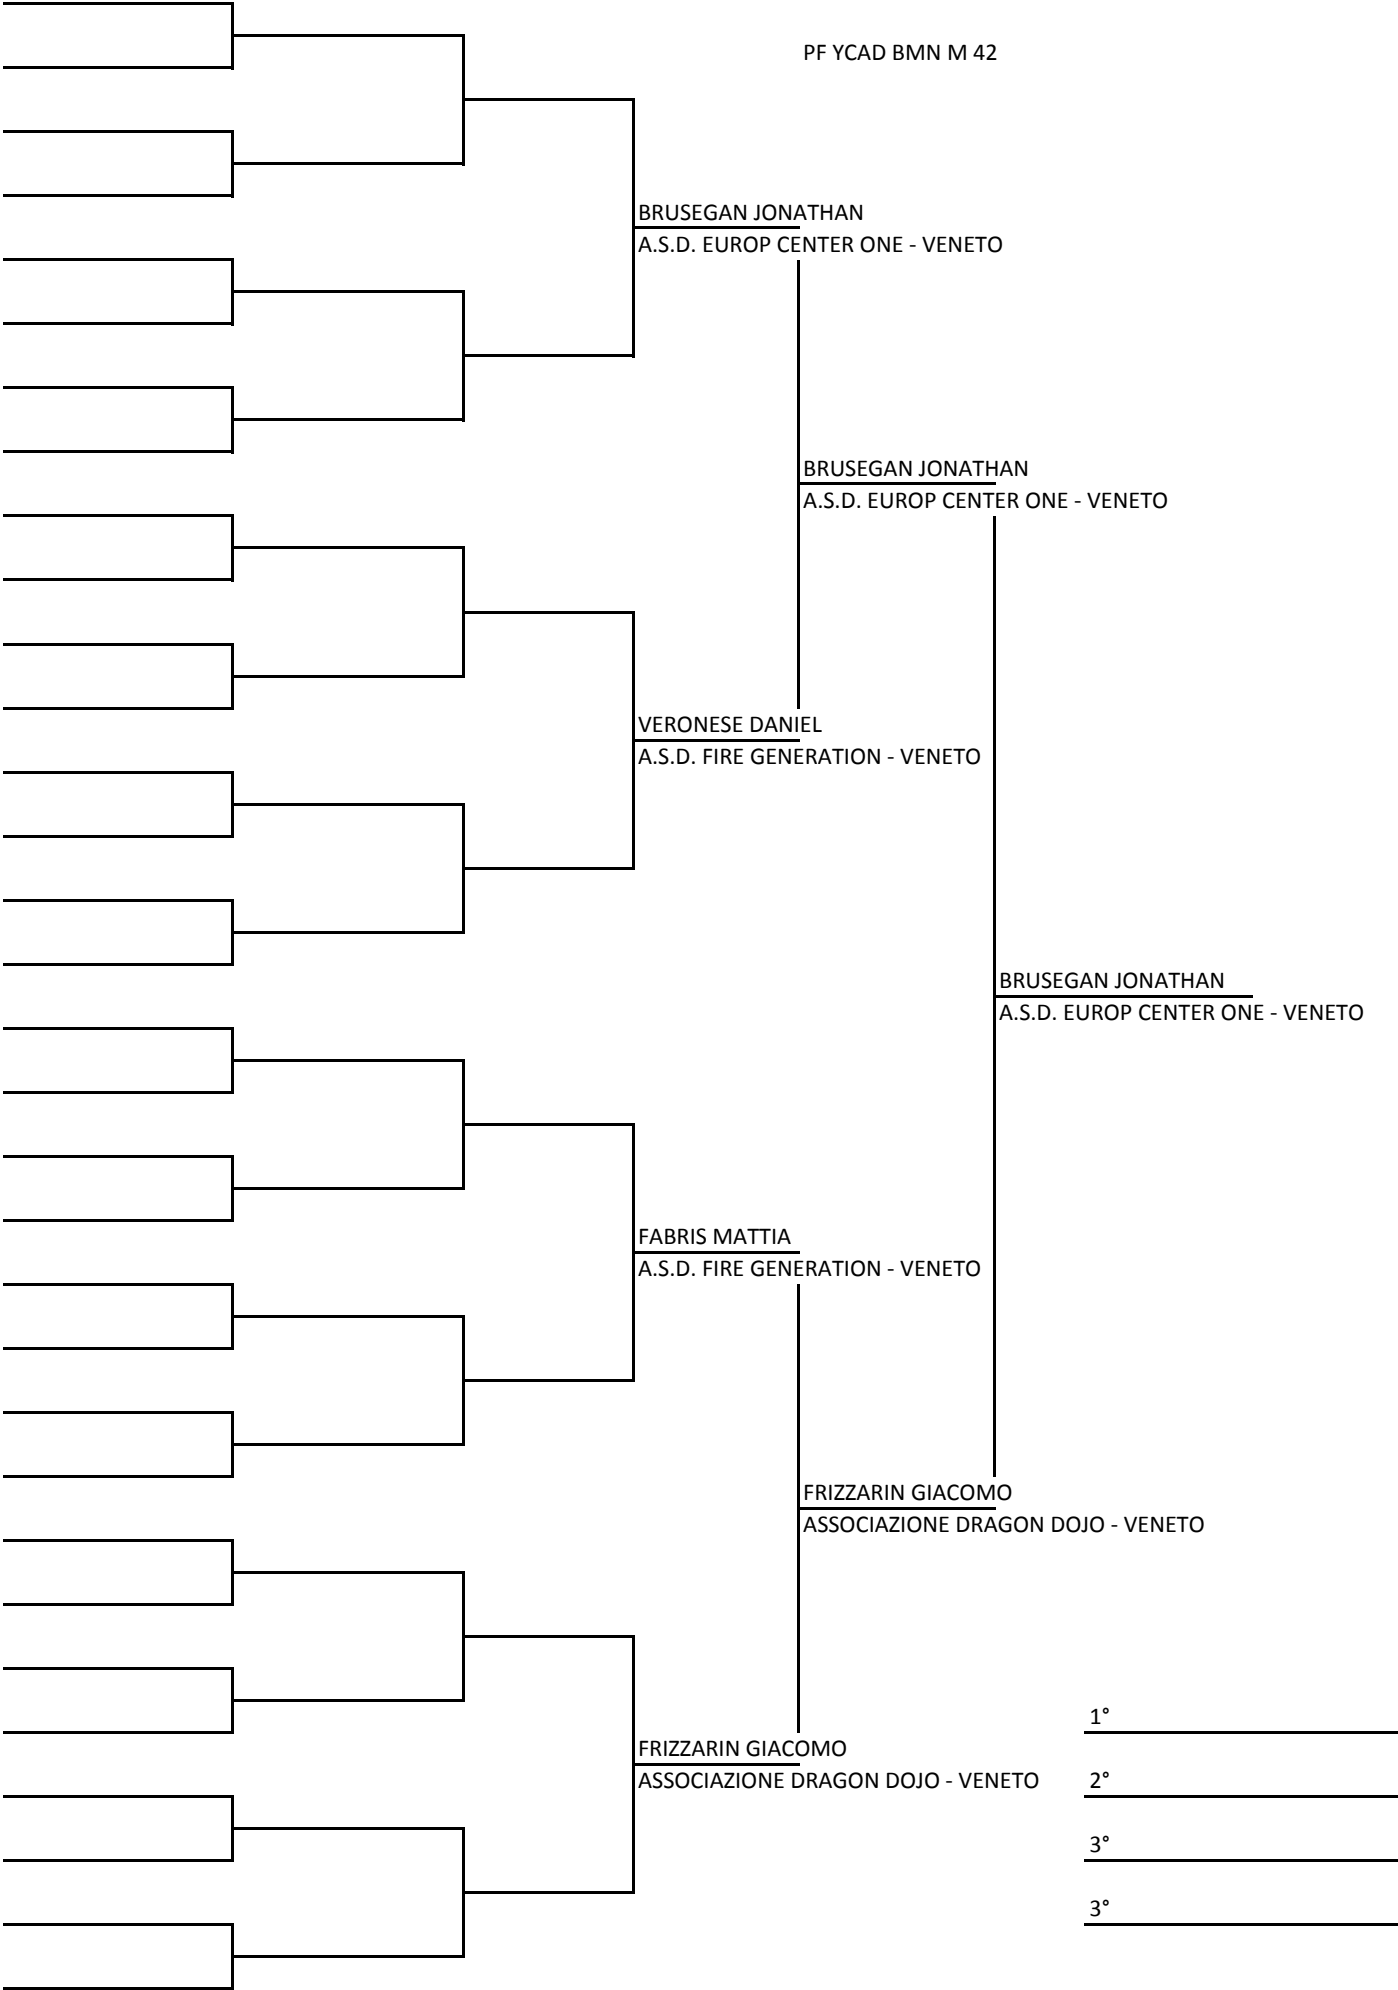 PF YCAD BMN M 42
BRUSEGAN JONATHAN
A.S.D. EUROP CENTER ONE - VENETO
BRUSEGAN JONATHAN
A.S.D. EUROP CENTER ONE - VENETO
VERONESE DANIEL
A.S.D. FIRE GENERATION - VENETO
BRUSEGAN JONATHAN
A.S.D. EUROP CENTER ONE - VENETO
FABRIS MATTIA
A.S.D. FIRE GENERATION - VENETO
FRIZZARIN GIACOMO
ASSOCIAZIONE DRAGON DOJO - VENETO
1°
FRIZZARIN GIACOMO
ASSOCIAZIONE DRAGON DOJO - VENETO
2°
3°
3°